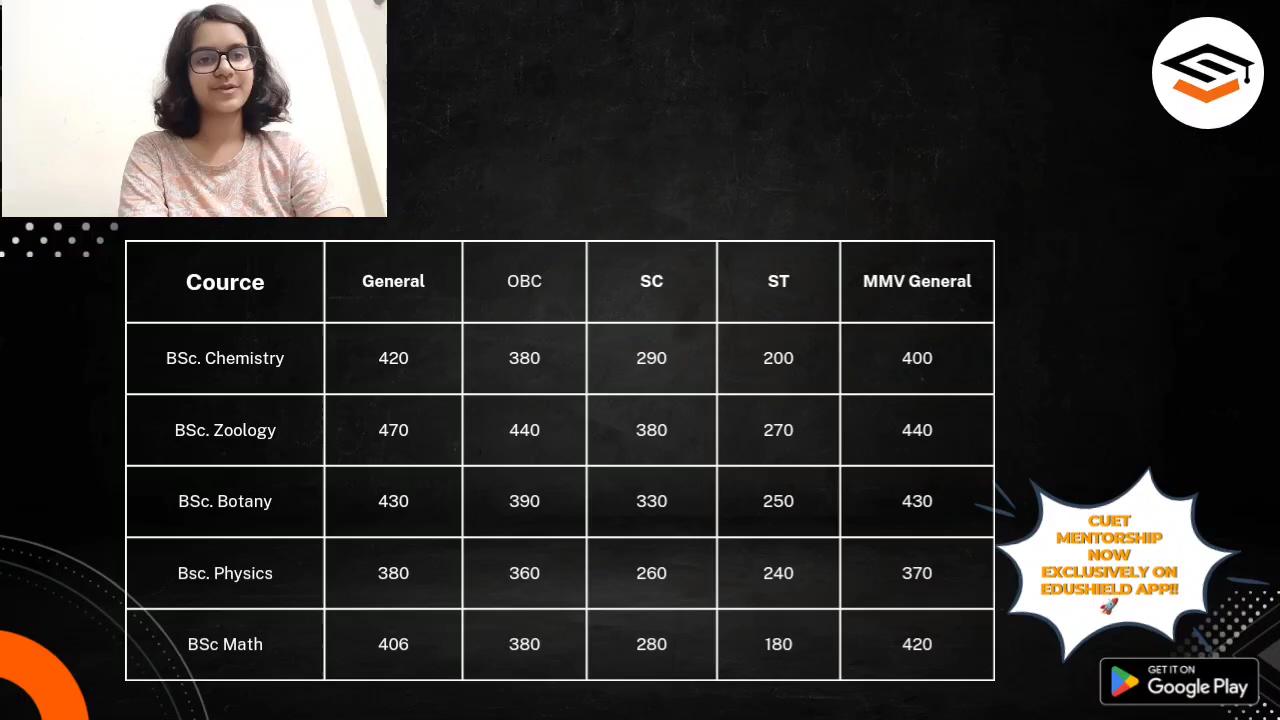 Cource General OBC SC ST MMV General
BSc. Chemistry 420 380 290 200 400
BSc. Zoology 470 440 380 270 440
BSc. Botany 430 390 330 250 430
Bsc. Physics 380 360 260 240 370
BSc Math 406 380 280 180 420
CUET
MENTORSHIP
NOW
EXCLUSIVELY ON
EDUSHIELD APP!!
🚀
GET IT ON
Google Play